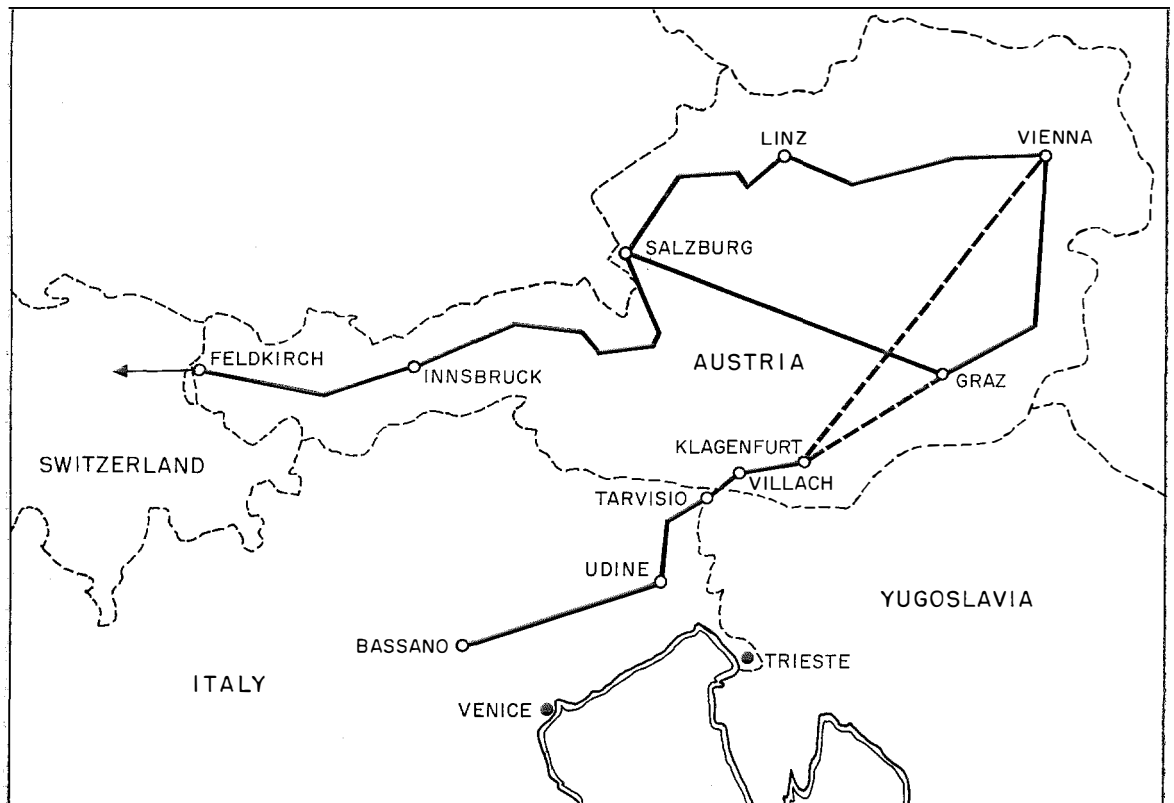 LINZ
VIENNA
SALZBURG
FELDKIRCH
INNSBRUCK
AUSTRIA
GRAZ
KLAGENFURT
SWITZERLAND
VILLACH
TARVISIO
UDINE
YUGOSLAVIA
BASSANO
TRIESTE
ITALY
VENICE